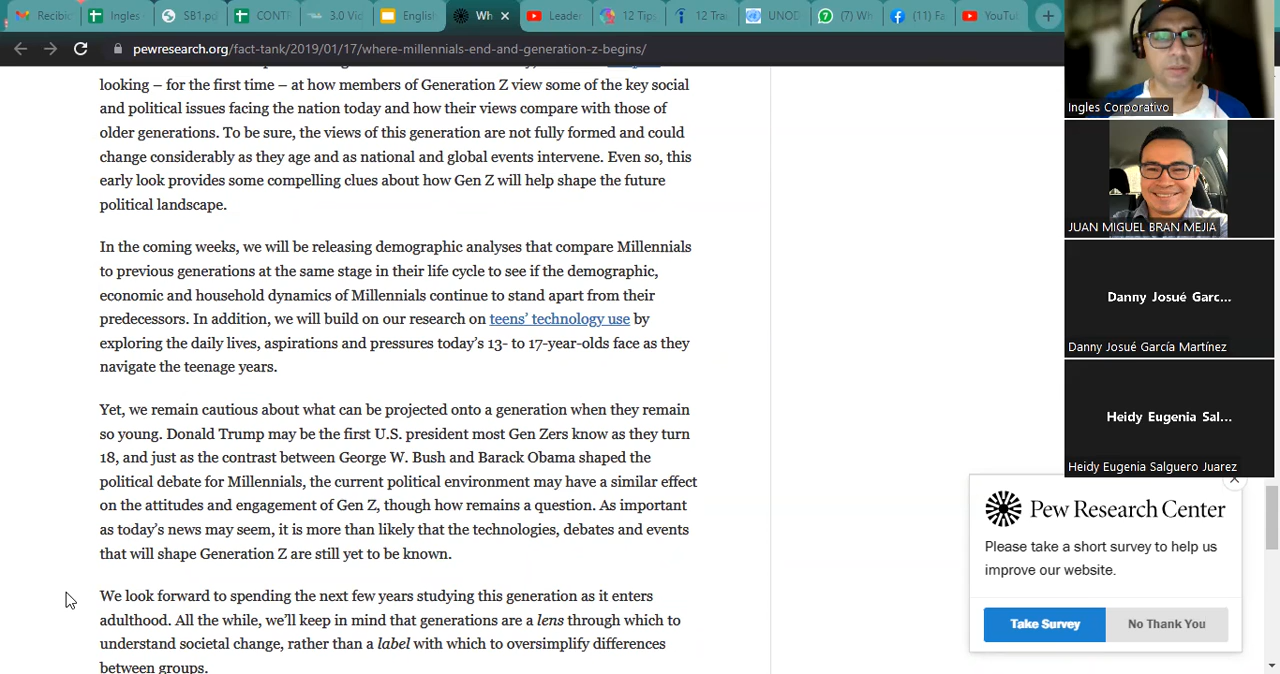 Recibic
Ingles
SB1.pd
CONTI
3.0 Vid
English
Wh
Leade
12 Tip
12 Tra
UNOD
(7) Wh
(11) Fa
YouTu
pewresearch.org/fact-tank/2019/01/17/where-millennials-end-and-generation-z-begins/
looking – for the first time – at how members of Generation Z view some of the key social
and political issues facing the nation today and how their views compare with those of
older generations. To be sure, the views of this generation are not fully formed and could
change considerably as they age and as national and global events intervene. Even so, this
early look provides some compelling clues about how Gen Z will help shape the future
political landscape.
In the coming weeks, we will be releasing demographic analyses that compare Millennials
to previous generations at the same stage in their life cycle to see if the demographic,
economic and household dynamics of Millennials continue to stand apart from their
predecessors. In addition, we will build on our research on teens’ technology use by
exploring the daily lives, aspirations and pressures today’s 13- to 17-year-olds face as they
navigate the teenage years.
Yet, we remain cautious about what can be projected onto a generation when they remain
so young. Donald Trump may be the first U.S. president most Gen Zers know as they turn
18, and just as the contrast between George W. Bush and Barack Obama shaped the
political debate for Millennials, the current political environment may have a similar effect
on the attitudes and engagement of Gen Z, though how remains a question. As important
as today’s news may seem, it is more than likely that the technologies, debates and events
that will shape Generation Z are still yet to be known.
We look forward to spending the next few years studying this generation as it enters
adulthood. All the while, we’ll keep in mind that generations are a lens through which to
understand societal change, rather than a label with which to oversimplify differences
between groups.
Ingles Corporativo
JUAN MIGUEL BRAN MEJIA
Danny Josué Garc...
Danny Josué García Martínez
Heidy Eugenia Sal...
Heidy Eugenia Salguero Juarez
Pew Research Center
Please take a short survey to help us
improve our website.
Take Survey
No Thank You